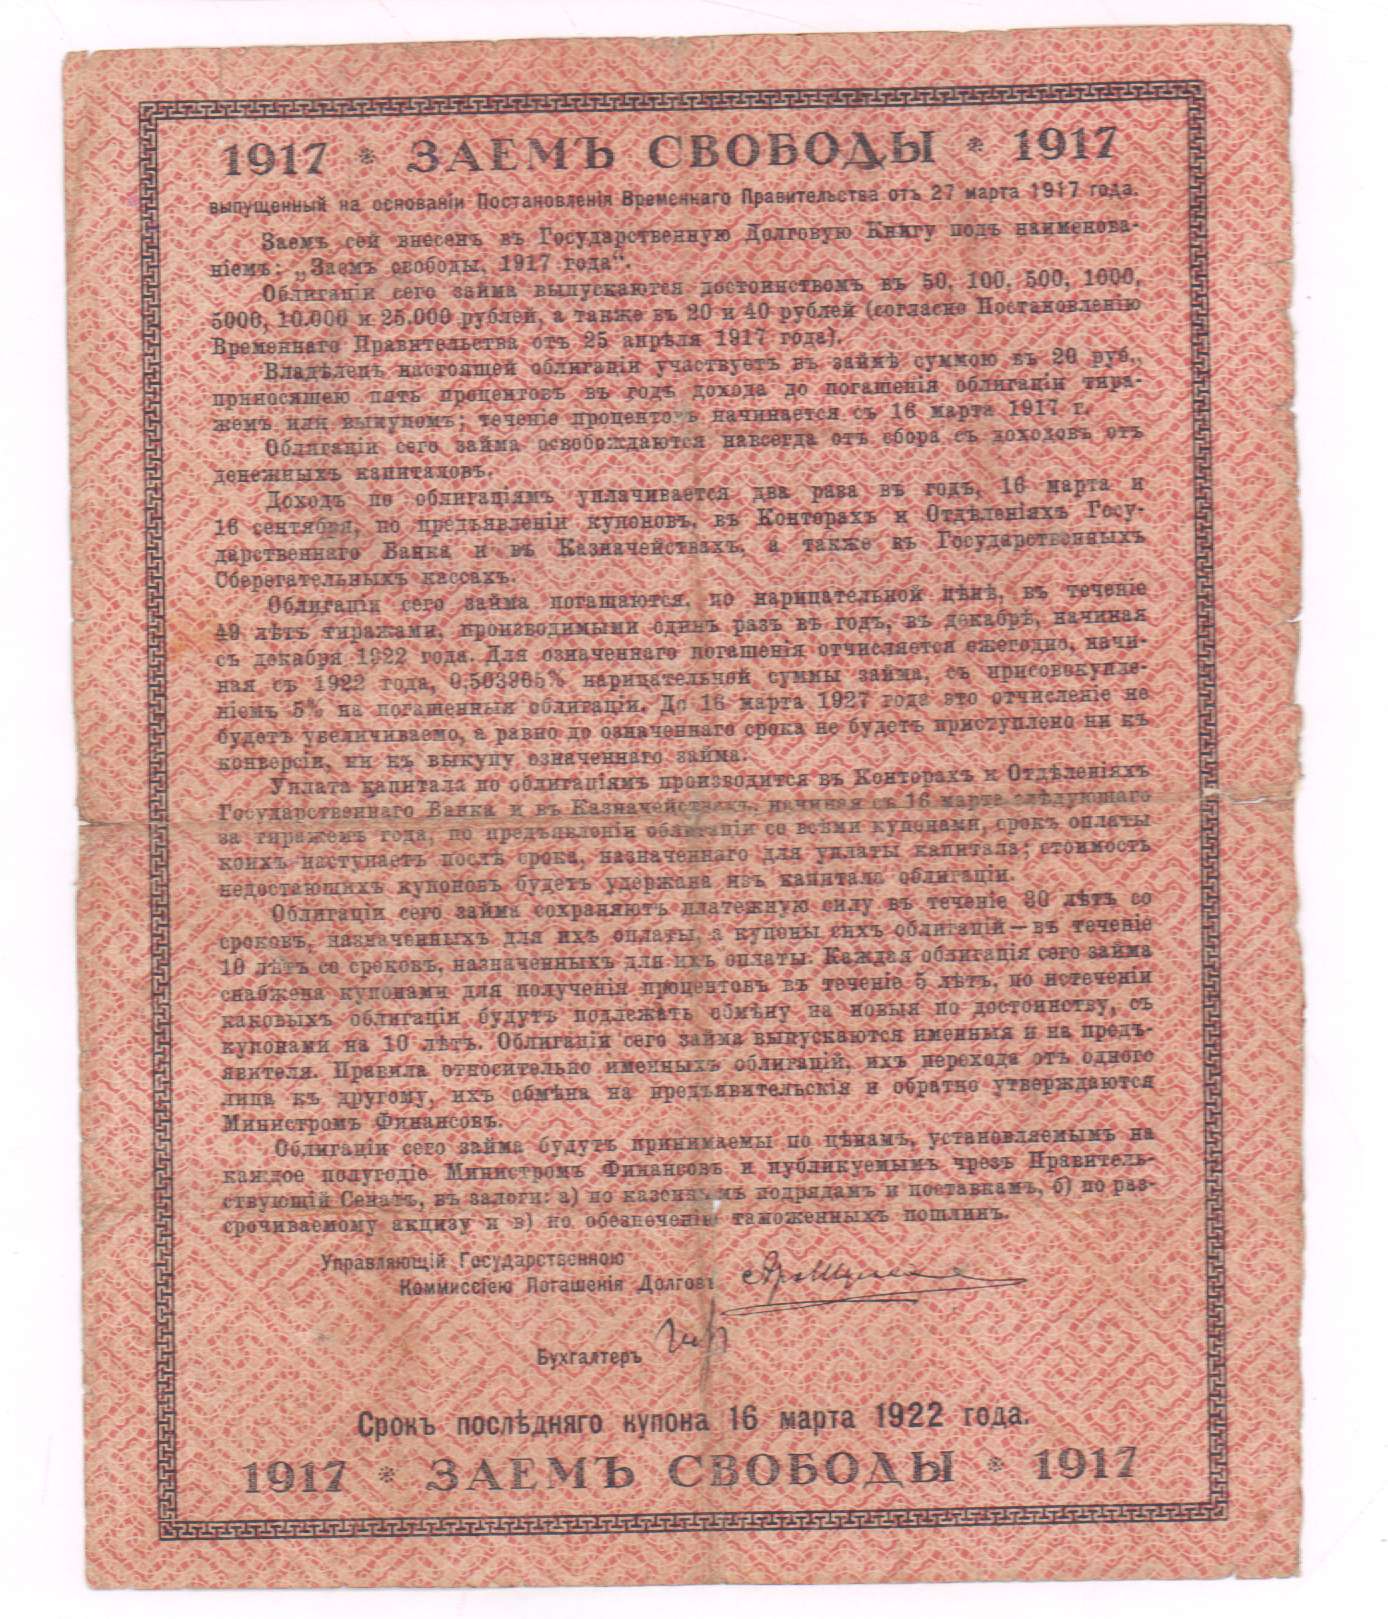 1917 * ЗАЕМЪ СВОБОДЫ * 1917
выпущенный на основаніи Постановленія Временнаго Правительства отъ 27 марта 1917 года.
Заемъ сей внесенъ въ Государственную Долговую Книгу подъ наименова-
ніемъ: „Заемъ свободы, 1917 года“.
Облигаціи сего займа выпускаются достоинствомъ въ 50, 100, 500, 1000,
5000, 10.000 и 25.000 рублей, а также въ 20 и 40 рублей (согласно Постановленію
Временнаго Правительства отъ 25 апрѣля 1917 года).
Владѣлецъ настоящей облигаціи участвуетъ въ займѣ суммою въ 20 руб.,
приносящею пять процентовъ въ годъ дохода до погашенія облигаціи тира-
жемъ или выкупомъ; теченіе процентовъ начинается съ 16 марта 1917 г.
Облигаціи сего займа освобождаются навсегда отъ сбора съ доходовъ отъ
денежныхъ капиталовъ.
Доходъ по облигаціямъ уплачивается два раза въ годъ, 16 марта и
16 сентября, по предъявленіи купоновъ, въ Конторахъ и Отдѣленіяхъ Госу-
дарственнаго Банка и въ Казначействахъ, а также въ Государственныхъ
Сберегательныхъ кассахъ.
Облигаціи сего займа погашаются, по нарицательной цѣнѣ, въ теченіе
49 лѣтъ тиражами, производимыми одинъ разъ въ годъ, въ декабрѣ, начиная
съ декабря 1922 года. Для означеннаго погашенія отчисляется ежегодно, начи-
ная съ 1922 года, 0,503965% нарицательной суммы займа, съ присовокупле-
ніемъ 5% на погашенныя облигаціи. До 16 марта 1927 года это отчисленіе не
будетъ увеличиваемо, а равно до означеннаго срока не будетъ приступлено ни къ
конверсіи, ни къ выкупу означеннаго займа.
Уплата капитала по облигаціямъ производится въ Конторахъ и Отдѣленіяхъ
Государственнаго Банка и въ Казначействахъ, начиная съ 16 марта слѣдующаго
за тиражемъ года, по предъявленіи облигаціи со всѣми купонами, срокъ оплаты
коихъ наступаетъ послѣ срока, назначеннаго для уплаты капитала; стоимость
недостающихъ купоновъ будетъ удержана изъ капитала облигаціи.
Облигаціи сего займа сохраняютъ платежную силу въ теченіе 30 лѣтъ со
сроковъ, назначенныхъ для ихъ оплаты, а купоны сихъ облигацій — въ теченіе
10 лѣтъ со сроковъ, назначенныхъ для ихъ оплаты. Каждая облигація сего займа
снабжена купонами для полученія процентовъ въ теченіе 5 лѣтъ, по истеченіи
каковыхъ облигаціи будутъ подлежать обмѣну на новыя по достоинству, съ
купонами на 10 лѣтъ. Облигаціи сего займа выпускаются именныя и на предъ-
явителя. Правила относительно именныхъ облигацій, ихъ перехода отъ одного
лица къ другому, ихъ обмѣна на предъявительскія и обратно утверждаются
Министромъ Финансовъ.
Облигаціи сего займа будутъ принимаемы по цѣнамъ, установляемымъ на
каждое полугодіе Министромъ Финансовъ и публикуемымъ чрезъ Правитель-
ствующій Сенатъ, въ залоги: а) по казеннымъ подрядамъ и поставкамъ, б) по раз-
срочиваемому акцизу и в) по обезпеченію таможенныхъ пошлинъ.
Управляющій Государственною
Коммиссіею Погашенія Долговъ
Бухгалтеръ
Срокъ послѣдняго купона 16 марта 1922 года.
1917 * ЗАЕМЪ СВОБОДЫ * 1917